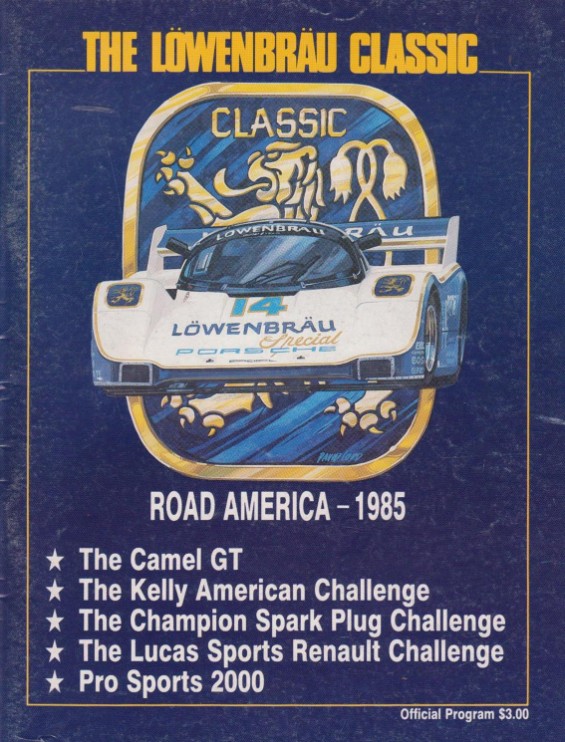 THE LÖWENBRÄU CLASSIC
CLASSIC
LÖWENBRÄU
RÄU
14
LÖWENBRÄU
Special
PORSCHE
ROAD AMERICA – 1985
★ The Camel GT
★ The Kelly American Challenge
★ The Champion Spark Plug Challenge
★ The Lucas Sports Renault Challenge
★ Pro Sports 2000
Official Program $3.00